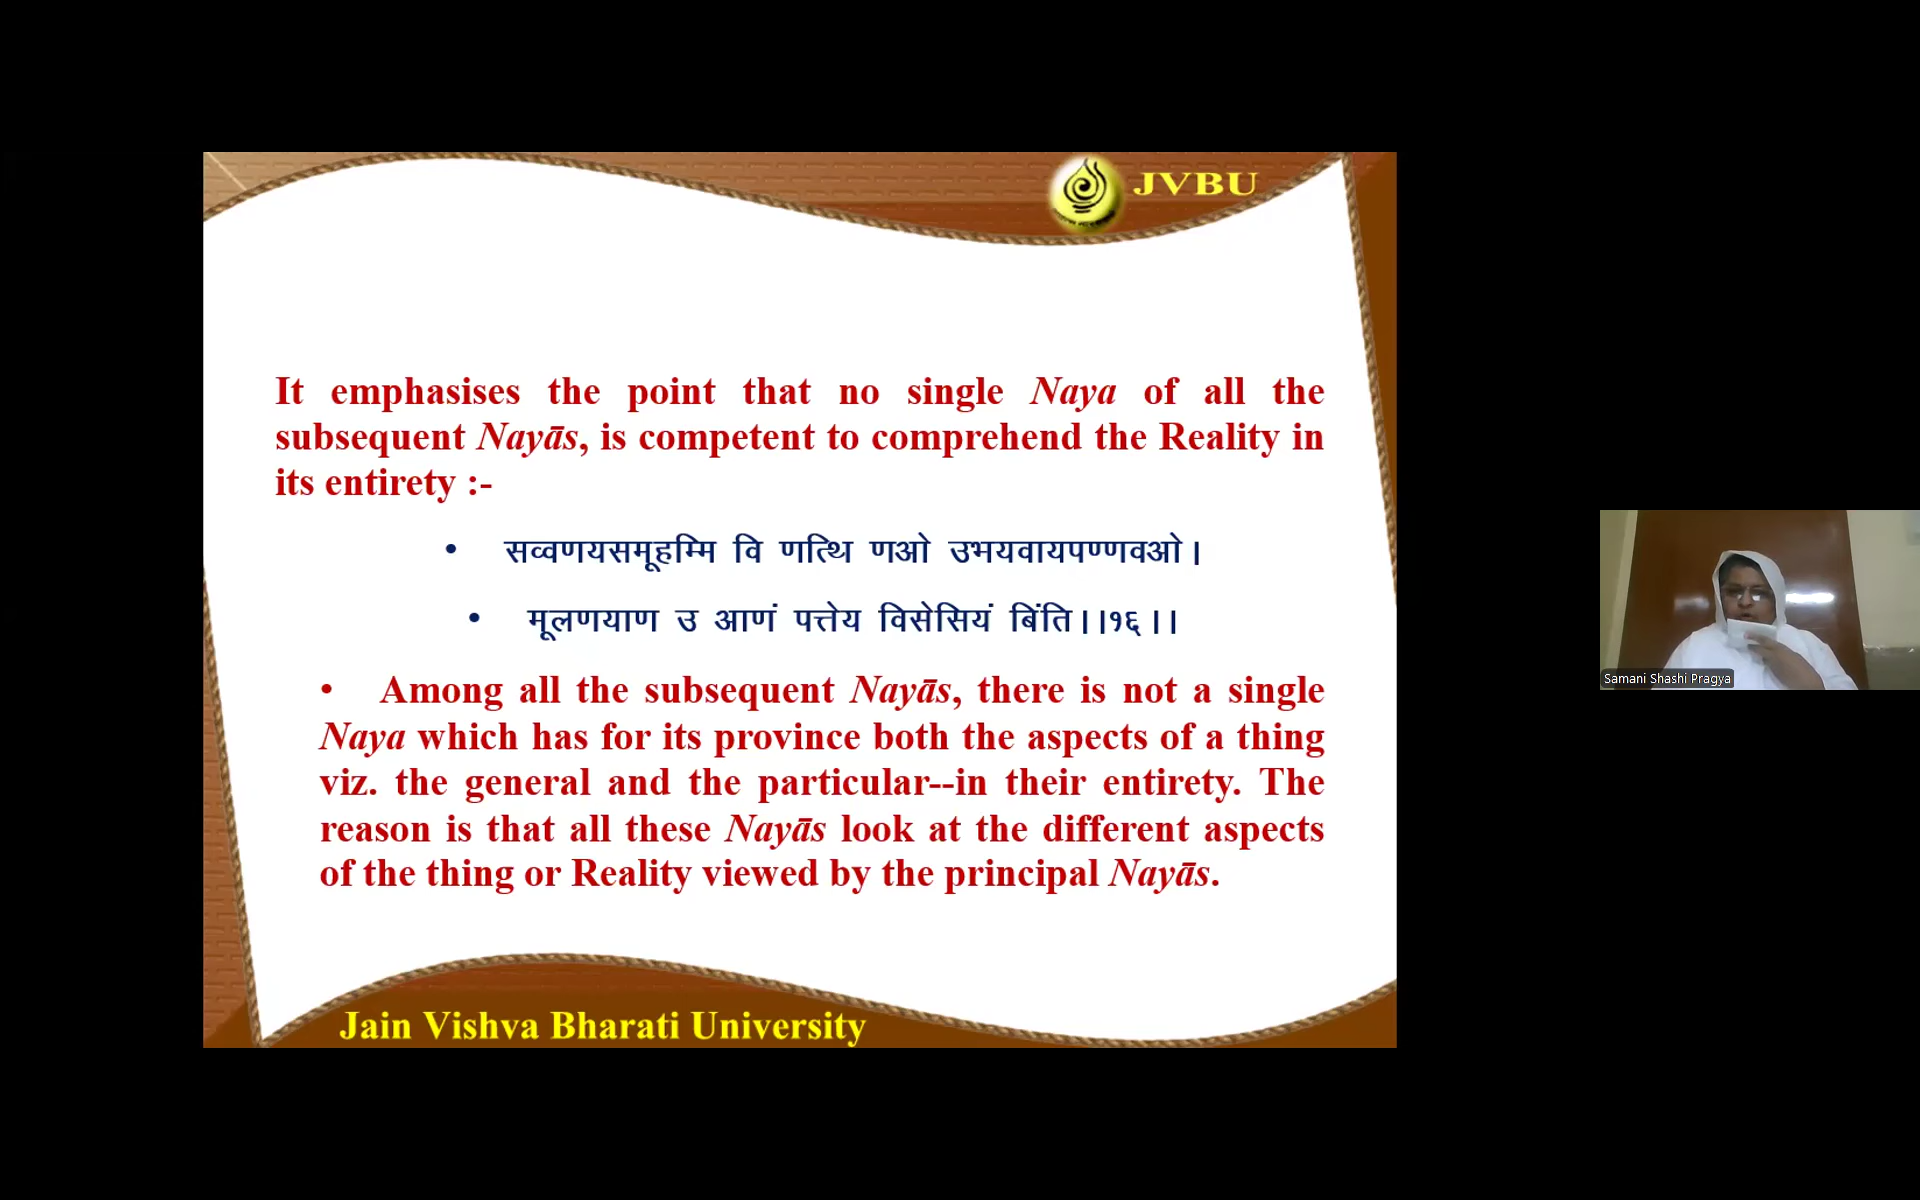 JVBU
It emphasises the point that no single Naya of all the
subsequent Nayās, is competent to comprehend the Reality in
its entirety :-
• सव्वणयसमूहम्मि वि णत्थि णओ उभयवायपण्णवओ।
• मूलणयाण उ आणं पत्तेय विसेसियं बिंति।।१६।।
• Among all the subsequent Nayās, there is not a single
Naya which has for its province both the aspects of a thing
viz. the general and the particular--in their entirety. The
reason is that all these Nayās look at the different aspects
of the thing or Reality viewed by the principal Nayās.
Jain Vishva Bharati University
Samani Shashi Pragya